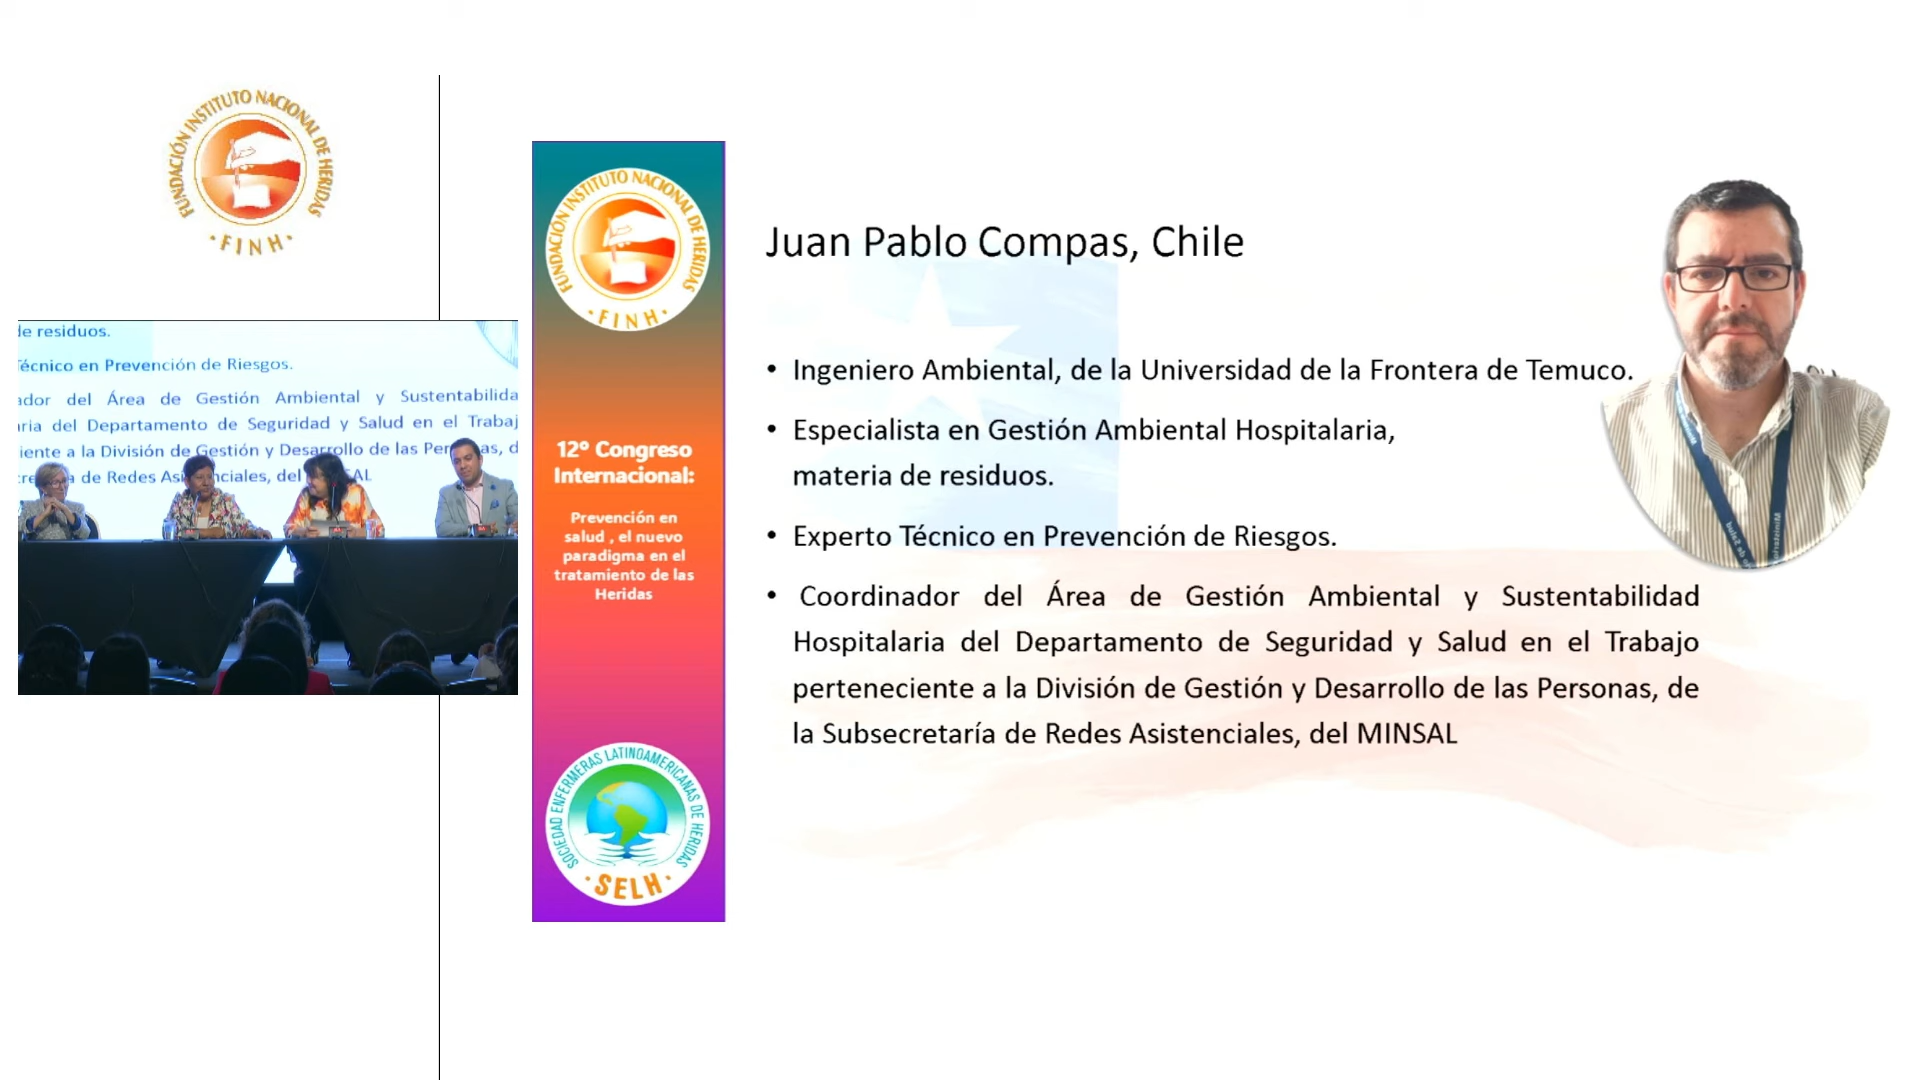 FUNDACIÓN INSTITUTO NACIONAL DE HERIDAS
· FINH ·
de residuos.
Técnico en Prevención de Riesgos.
del Área de Gestión Ambiental y
del Departamento de Seguridad y Salud en el
a la División de Gestión y Desarrollo de las
de Redes
FUNDACIÓN INSTITUTO NACIONAL DE HERIDAS
· FINH ·
12º Congreso
Internacional:
Prevención en
salud , el nuevo
paradigma en el
tratamiento de las
Heridas
SOCIEDAD ENFERMERAS LATINOAMERICANAS DE HERIDAS
· SELH ·
Juan Pablo Compas, Chile
• Ingeniero Ambiental, de la Universidad de la Frontera de Temuco.
• Especialista en Gestión Ambiental Hospitalaria,
materia de residuos.
• Experto Técnico en Prevención de Riesgos.
• Coordinador del Área de Gestión Ambiental y Sustentabilidad
Hospitalaria del Departamento de Seguridad y Salud en el Trabajo
perteneciente a la División de Gestión y Desarrollo de las Personas, de
la Subsecretaría de Redes Asistenciales, del MINSAL